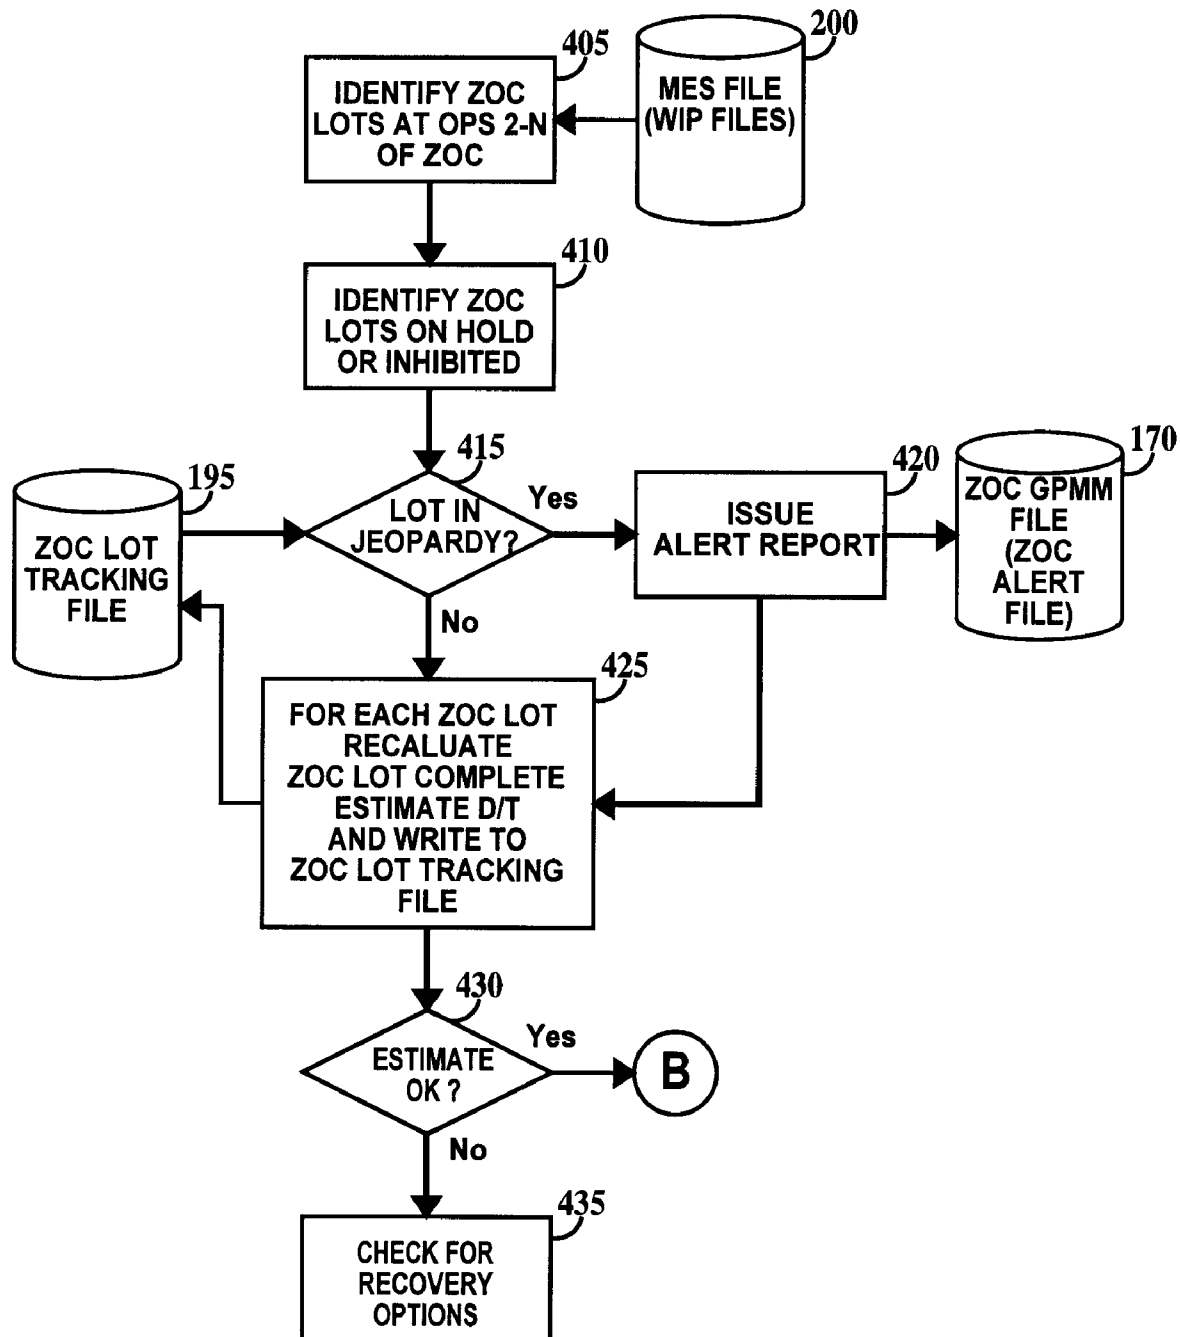 405
IDENTIFY ZOC
LOTS AT OPS 2-N
OF ZOC
200
MES FILE
(WIP FILES)
410
IDENTIFY ZOC
LOTS ON HOLD
OR INHIBITED
195
ZOC LOT
TRACKING
FILE
415
LOT IN
JEOPARDY?
Yes
No
420
ISSUE
ALERT REPORT
170
ZOC GPMM
FILE
(ZOC
ALERT
FILE)
425
FOR EACH ZOC LOT
RECALUATE
ZOC LOT COMPLETE
ESTIMATE D/T
AND WRITE TO
ZOC LOT TRACKING
FILE
430
ESTIMATE
OK ?
Yes
B
No
435
CHECK FOR
RECOVERY
OPTIONS